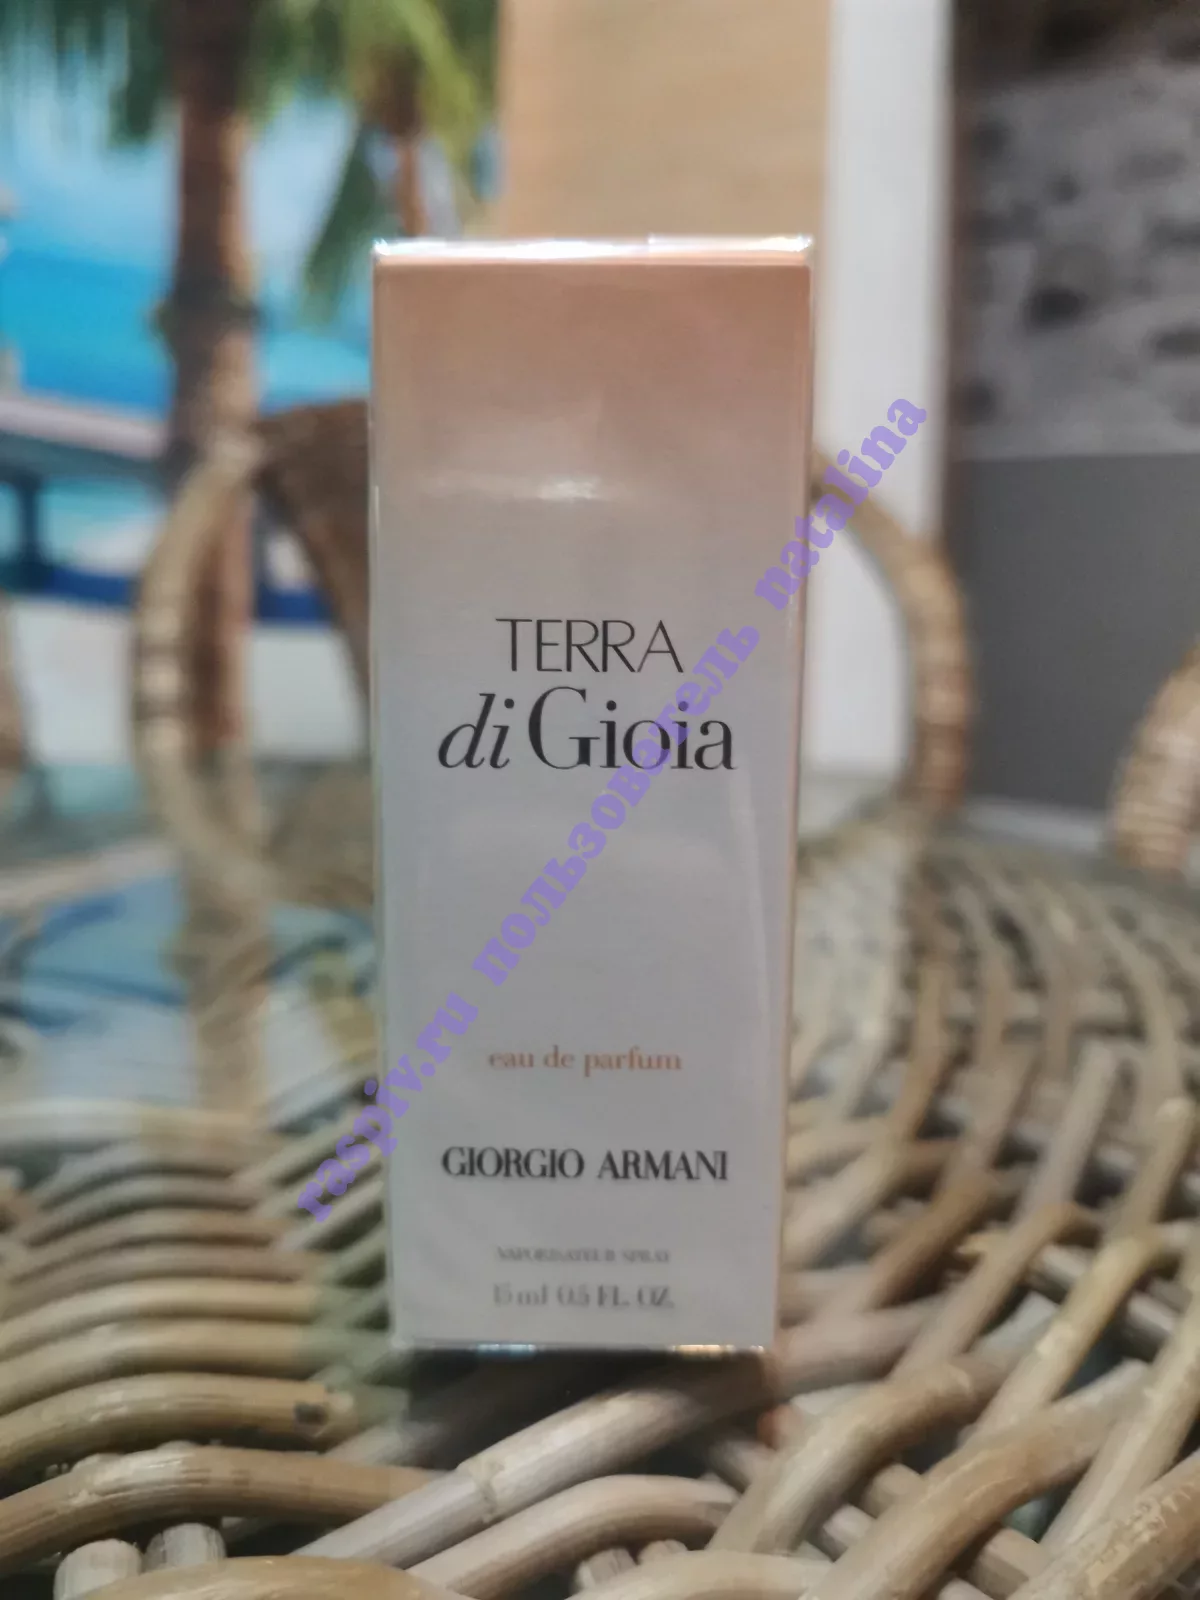 TERRA
di Gioia
eau de parfum
GIORGIO ARMANI
VAPORISATEUR SPRAY
15 ml 0.5 FL. OZ.
raspiv.ru пользователь natalina